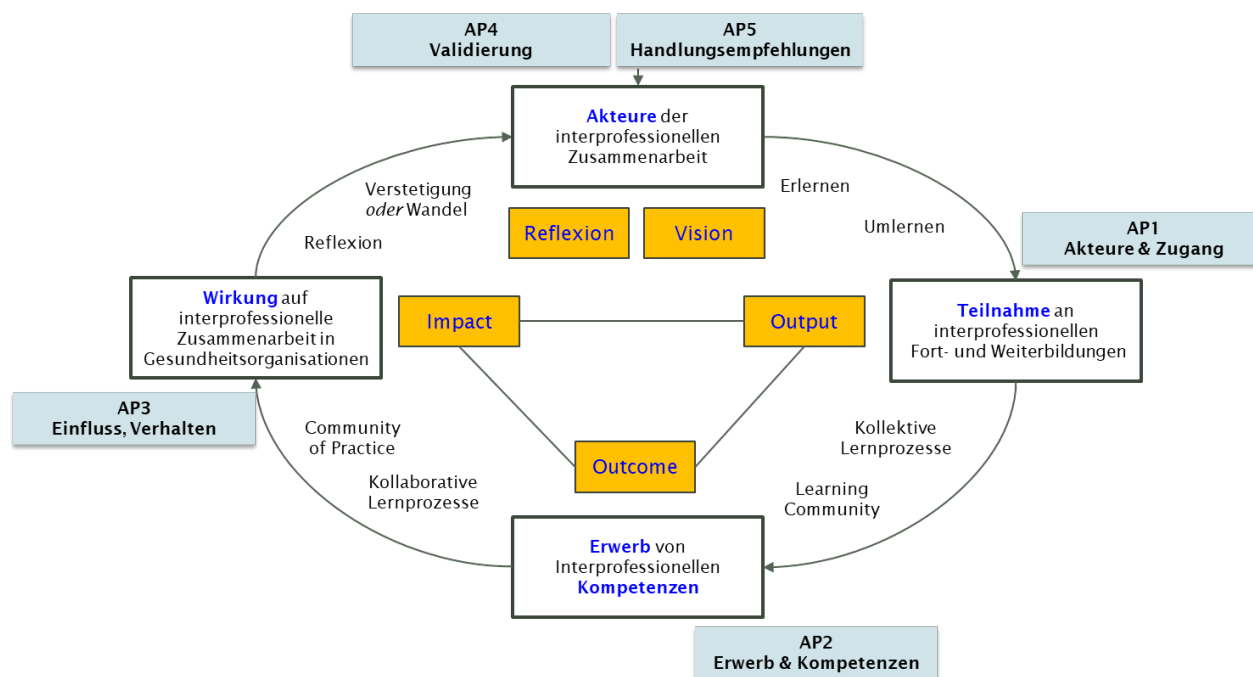 AP4
Validierung
AP5
Handlungsempfehlungen
Akteure der
interprofessionellen
Zusammenarbeit
Verstetigung
oder Wandel
Reflexion
Erlernen
Umlernen
Reflexion
Vision
AP1
Akteure & Zugang
Wirkung auf
interprofessionelle
Zusammenarbeit in
Gesundheitsorganisationen
Impact
Output
Teilnahme an
interprofessionellen
Fort- und Weiterbildungen
AP3
Einfluss, Verhalten
Community
of Practice
Kollaborative
Lernprozesse
Outcome
Kollektive
Lernprozesse
Learning
Community
Erwerb von
Interprofessionellen
Kompetenzen
AP2
Erwerb & Kompetenzen